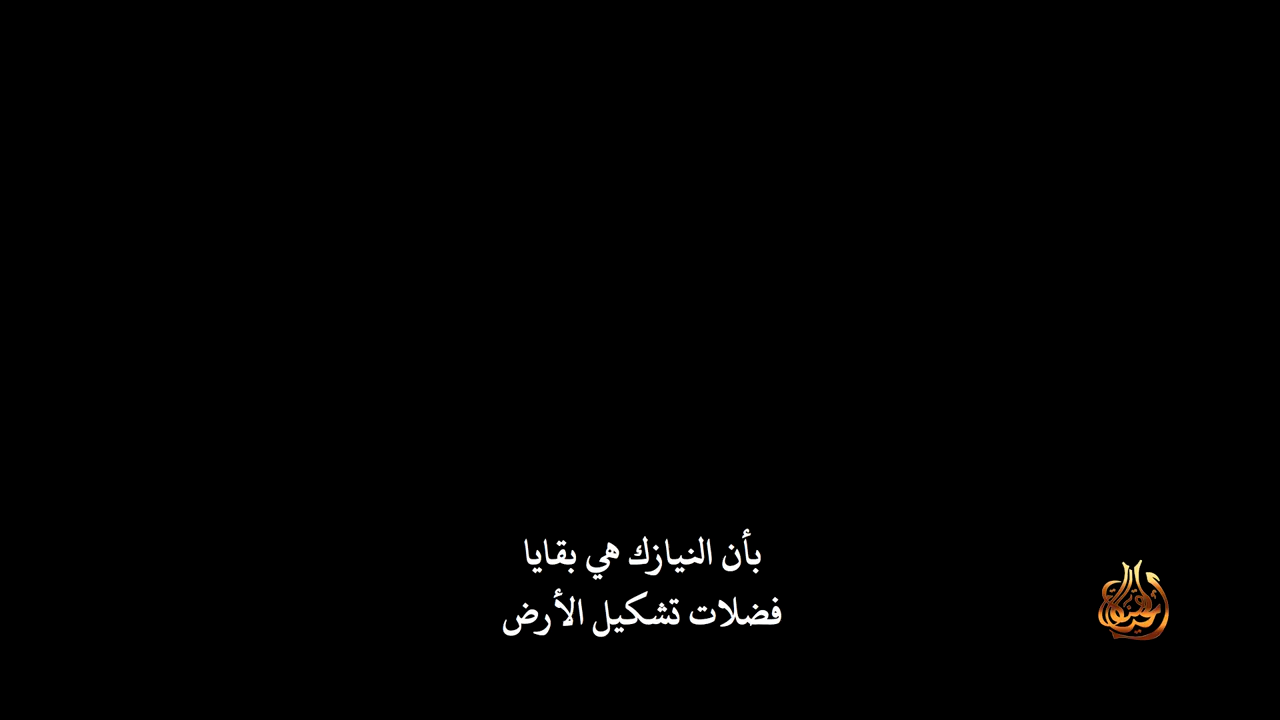 بأن النيازك هي بقايا
فضلات تشكيل الأرض